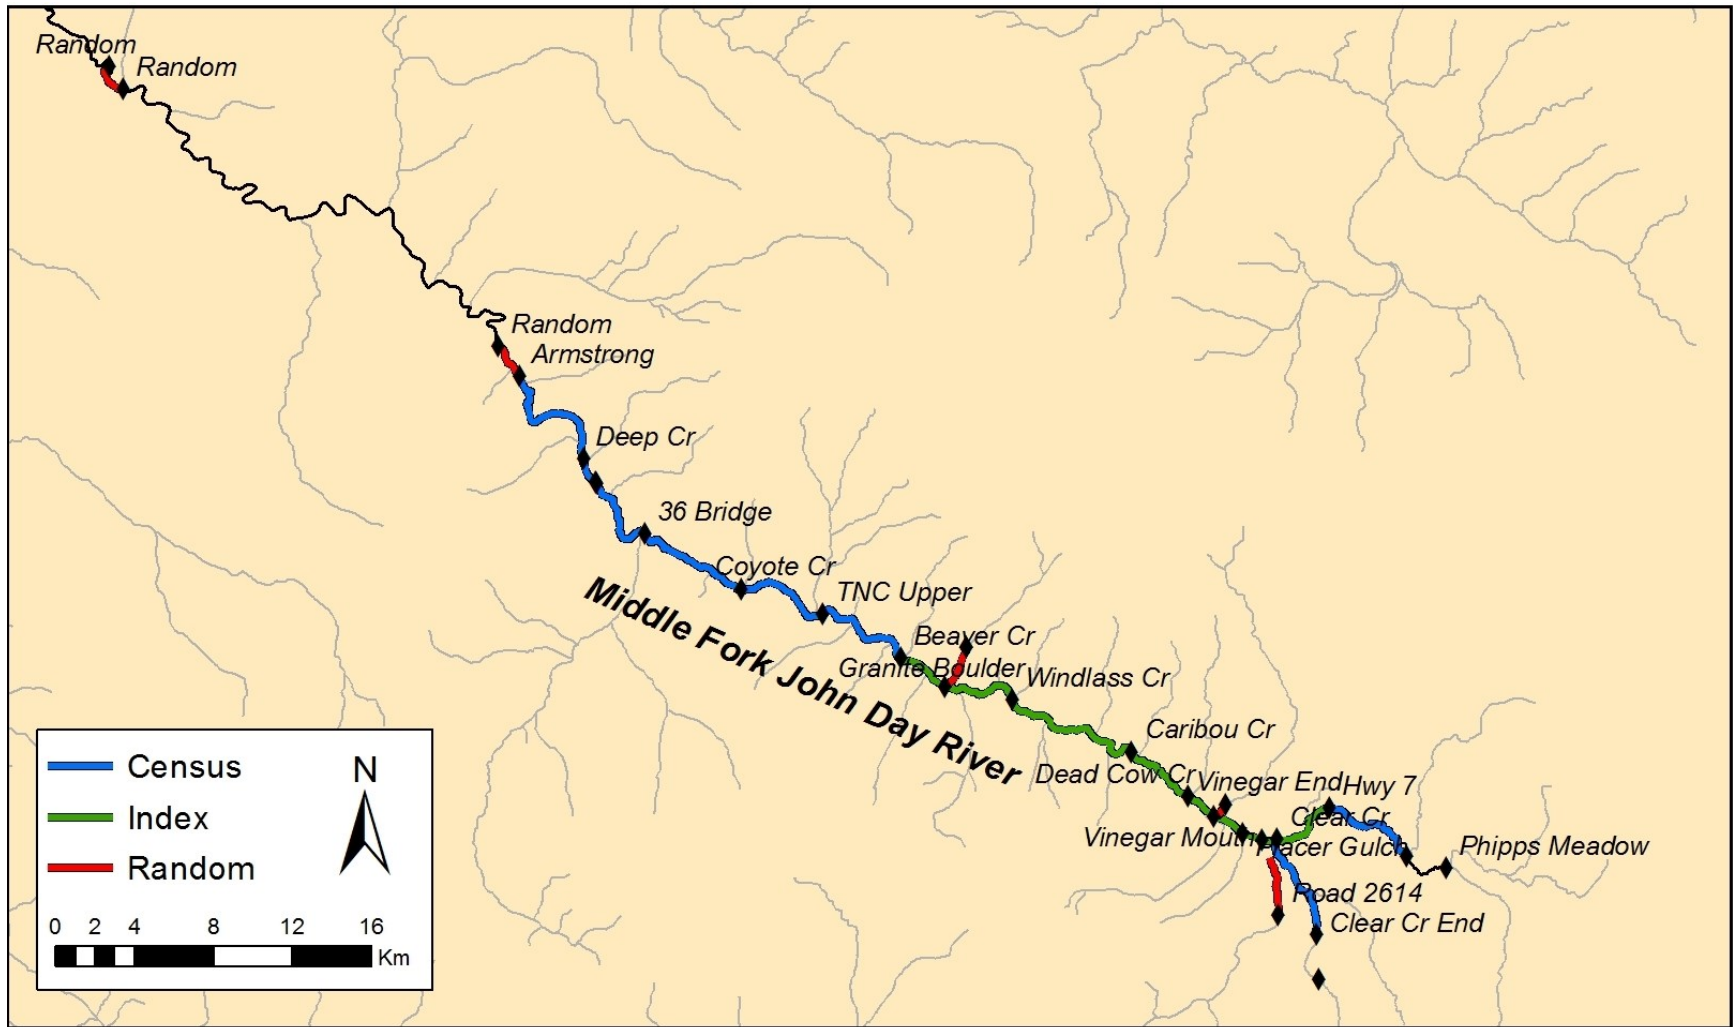 Random
Random
Random
Armstrong
Deep Cr
36 Bridge
Coyote Cr
TNC Upper
Beaver Cr
Granite Boulder
Windlass Cr
Middle Fork John Day River
Caribou Cr
Dead Cow Cr
Vinegar End
Hwy 7
Clear Cr
Vinegar Mouth
Placer Gulch
Phipps Meadow
Road 2614
Clear Cr End
Census
Index
Random
N
0 2 4 8 12 16
Km